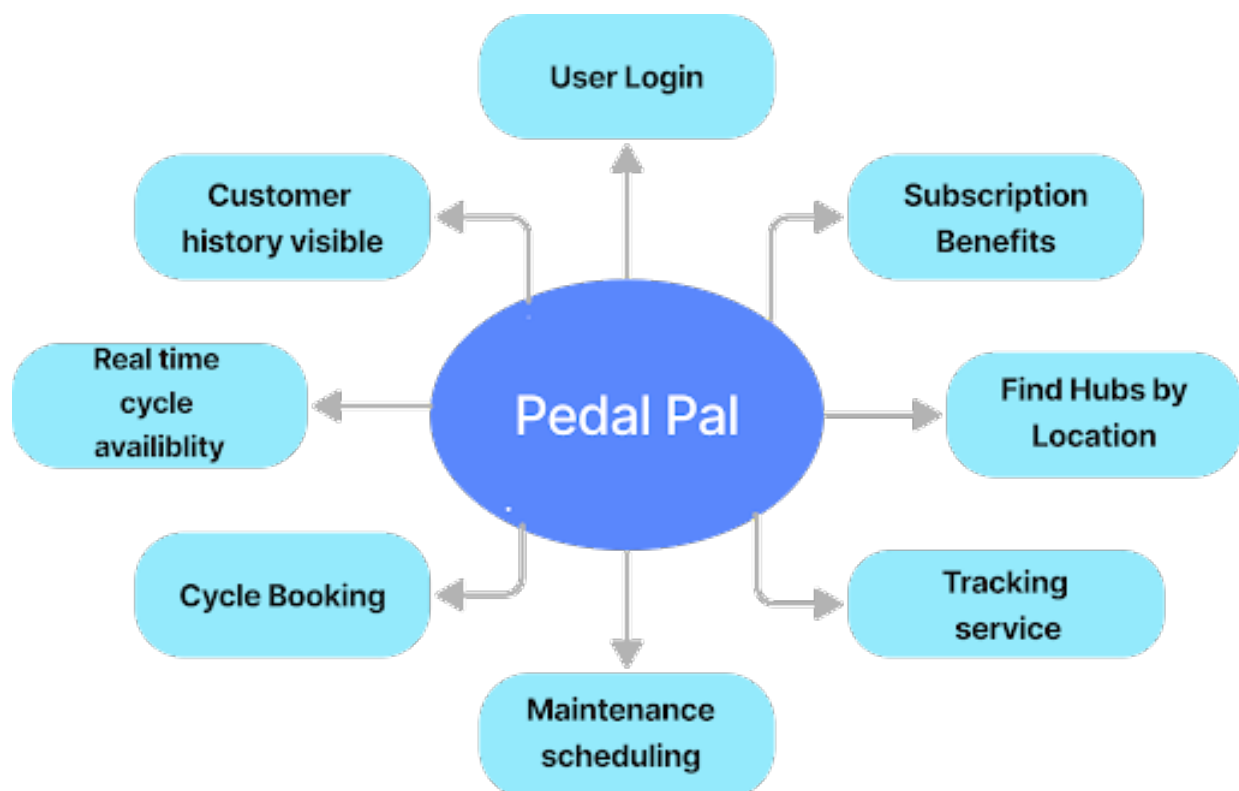 User Login
Customer
history visible
Subscription
Benefits
Real time
cycle
availiblity
Pedal Pal
Find Hubs by
Location
Cycle Booking
Tracking
service
Maintenance
scheduling